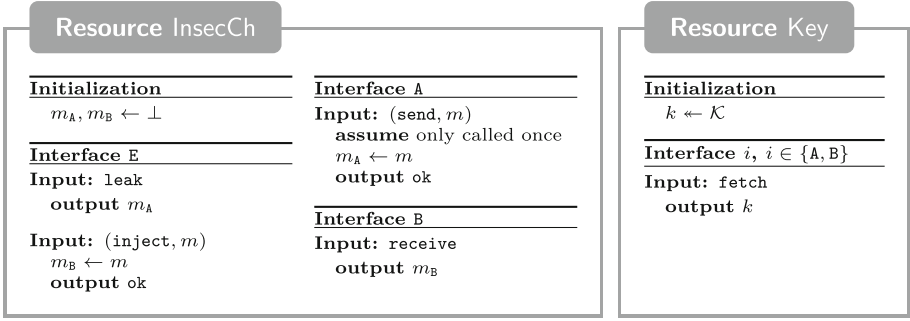 Resource InsecCh
Initialization
m_A, m_B ← ⊥
Interface E
Input: leak
output m_A
Input: (inject, m)
m_B ← m
output ok
Interface A
Input: (send, m)
assume only called once
m_A ← m
output ok
Interface B
Input: receive
output m_B
Resource Key
Initialization
k ↞ 𝒦
Interface i, i ∈ {A, B}
Input: fetch
output k